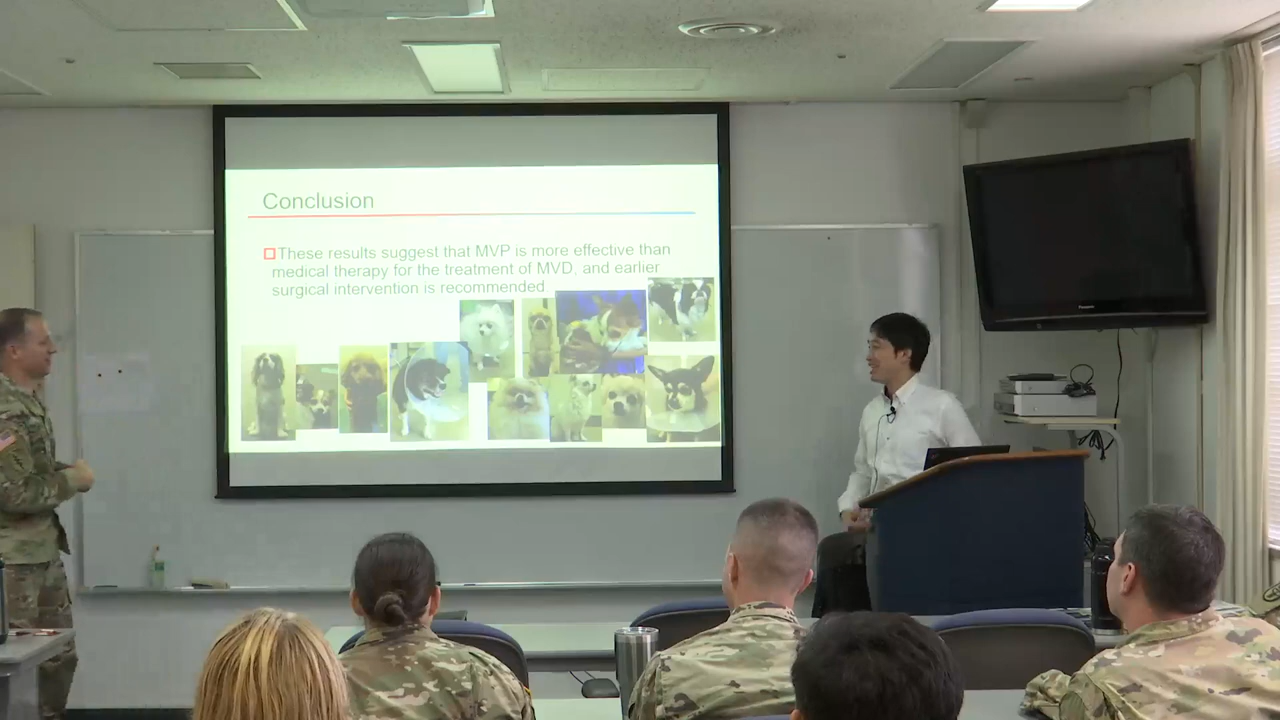 Conclusion
These results suggest that MVP is more effective than
medical therapy for the treatment of MVD, and earlier
surgical intervention is recommended
Panasonic